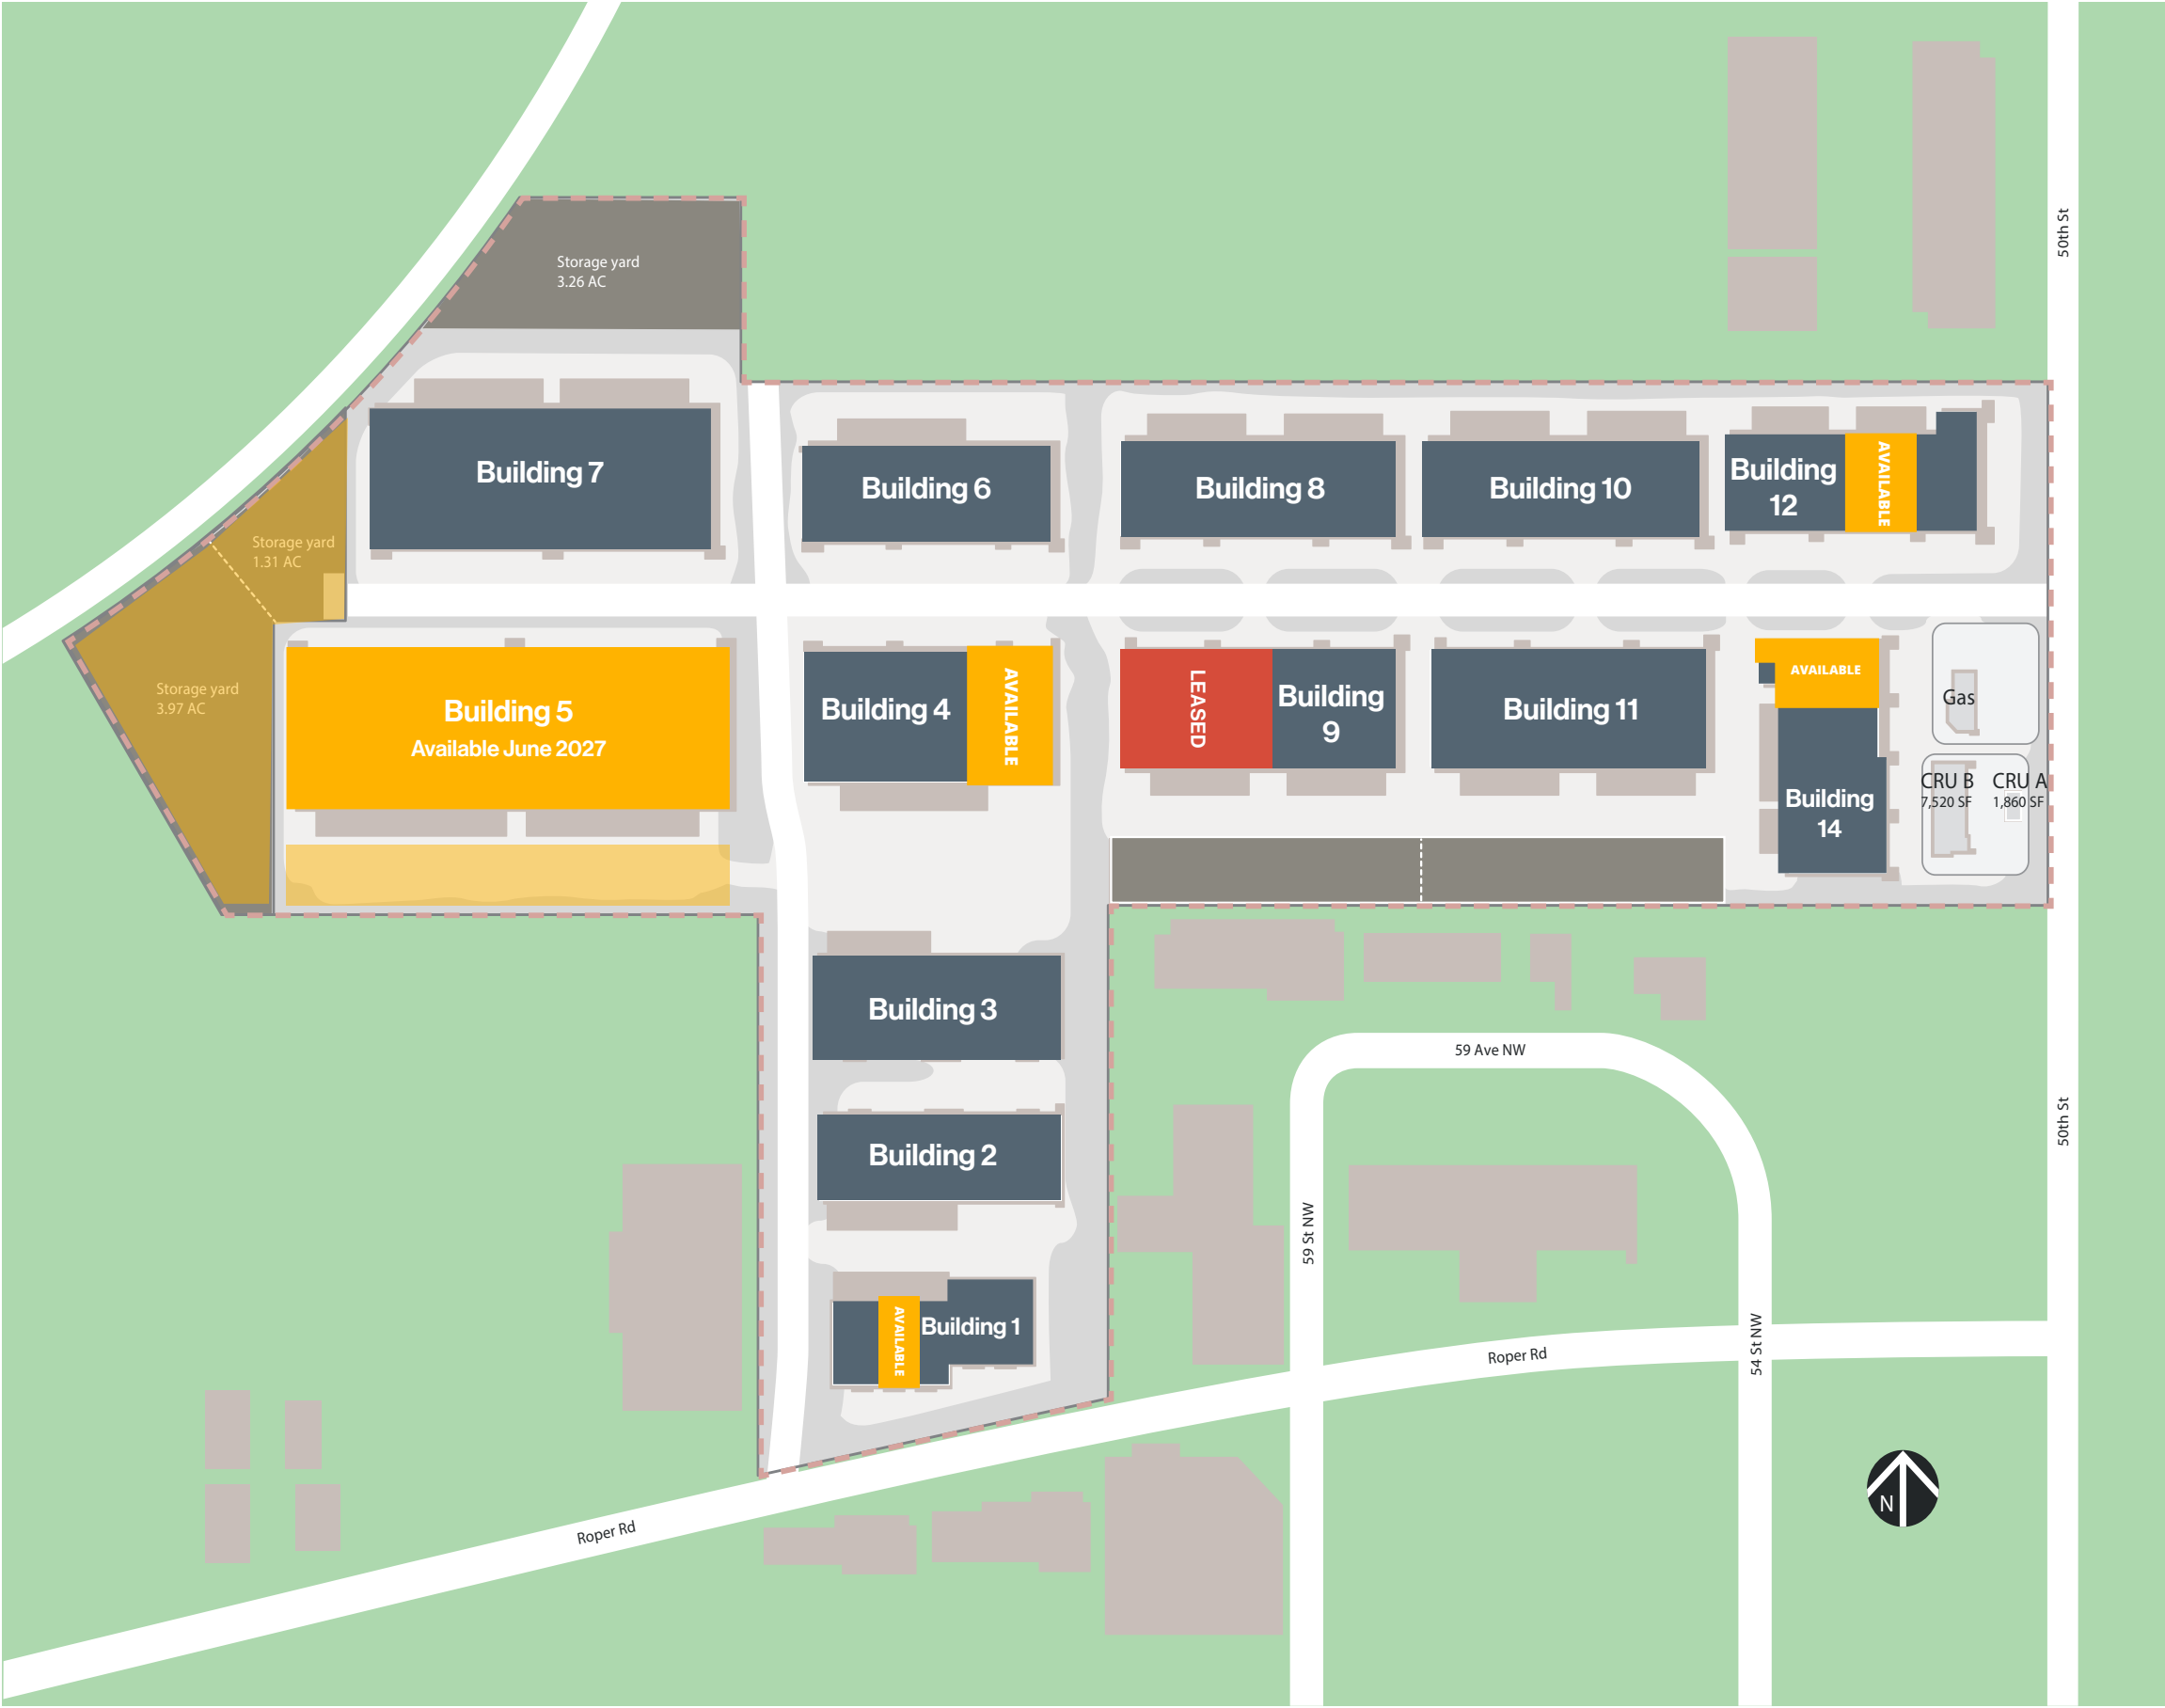 50th St
Storage yard
3.26 AC
Building 7
Building 6
Building 8
Building 10
Building
12
AVAILABLE
Storage yard
1.31 AC
Storage yard
3.97 AC
Building 5
Available June 2027
Building 4
AVAILABLE
LEASED
Building
9
Building 11
AVAILABLE
Building
14
Gas
CRU B
7,520 SF
CRU A
1,860 SF
Building 3
59 Ave NW
50th St
Building 2
59 St NW
AVAILABLE
Building 1
54 St NW
Roper Rd
Roper Rd
N